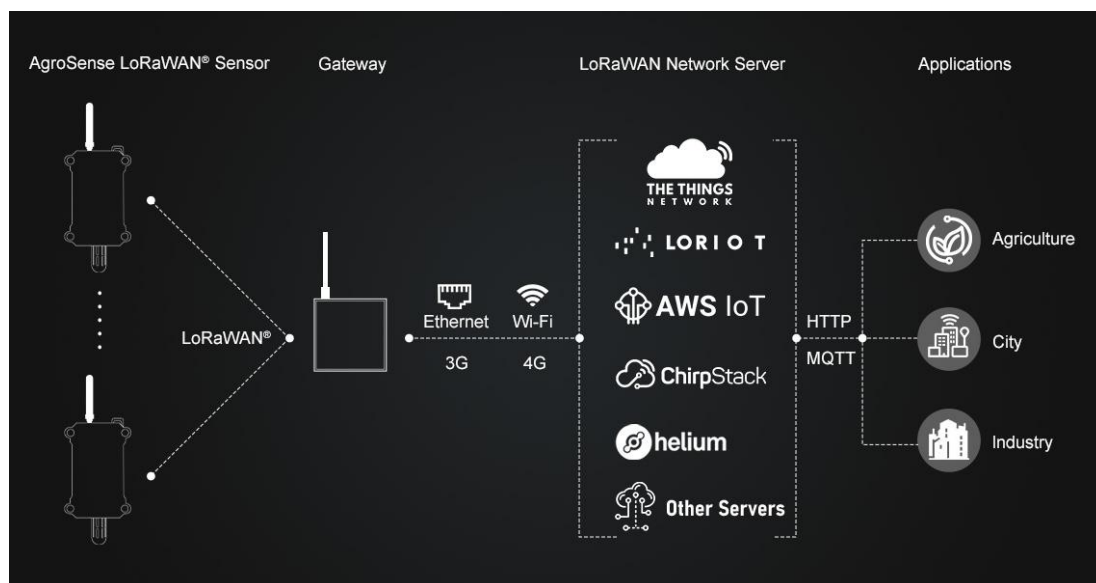 AgroSense LoRaWAN® Sensor
Gateway
LoRaWAN Network Server
Applications
LoRaWAN®
Ethernet
Wi-Fi
3G
4G
THE THINGS
NETWORK
LORIOT
AWS IoT
ChirpStack
helium
Other Servers
HTTP
MQTT
Agriculture
City
Industry